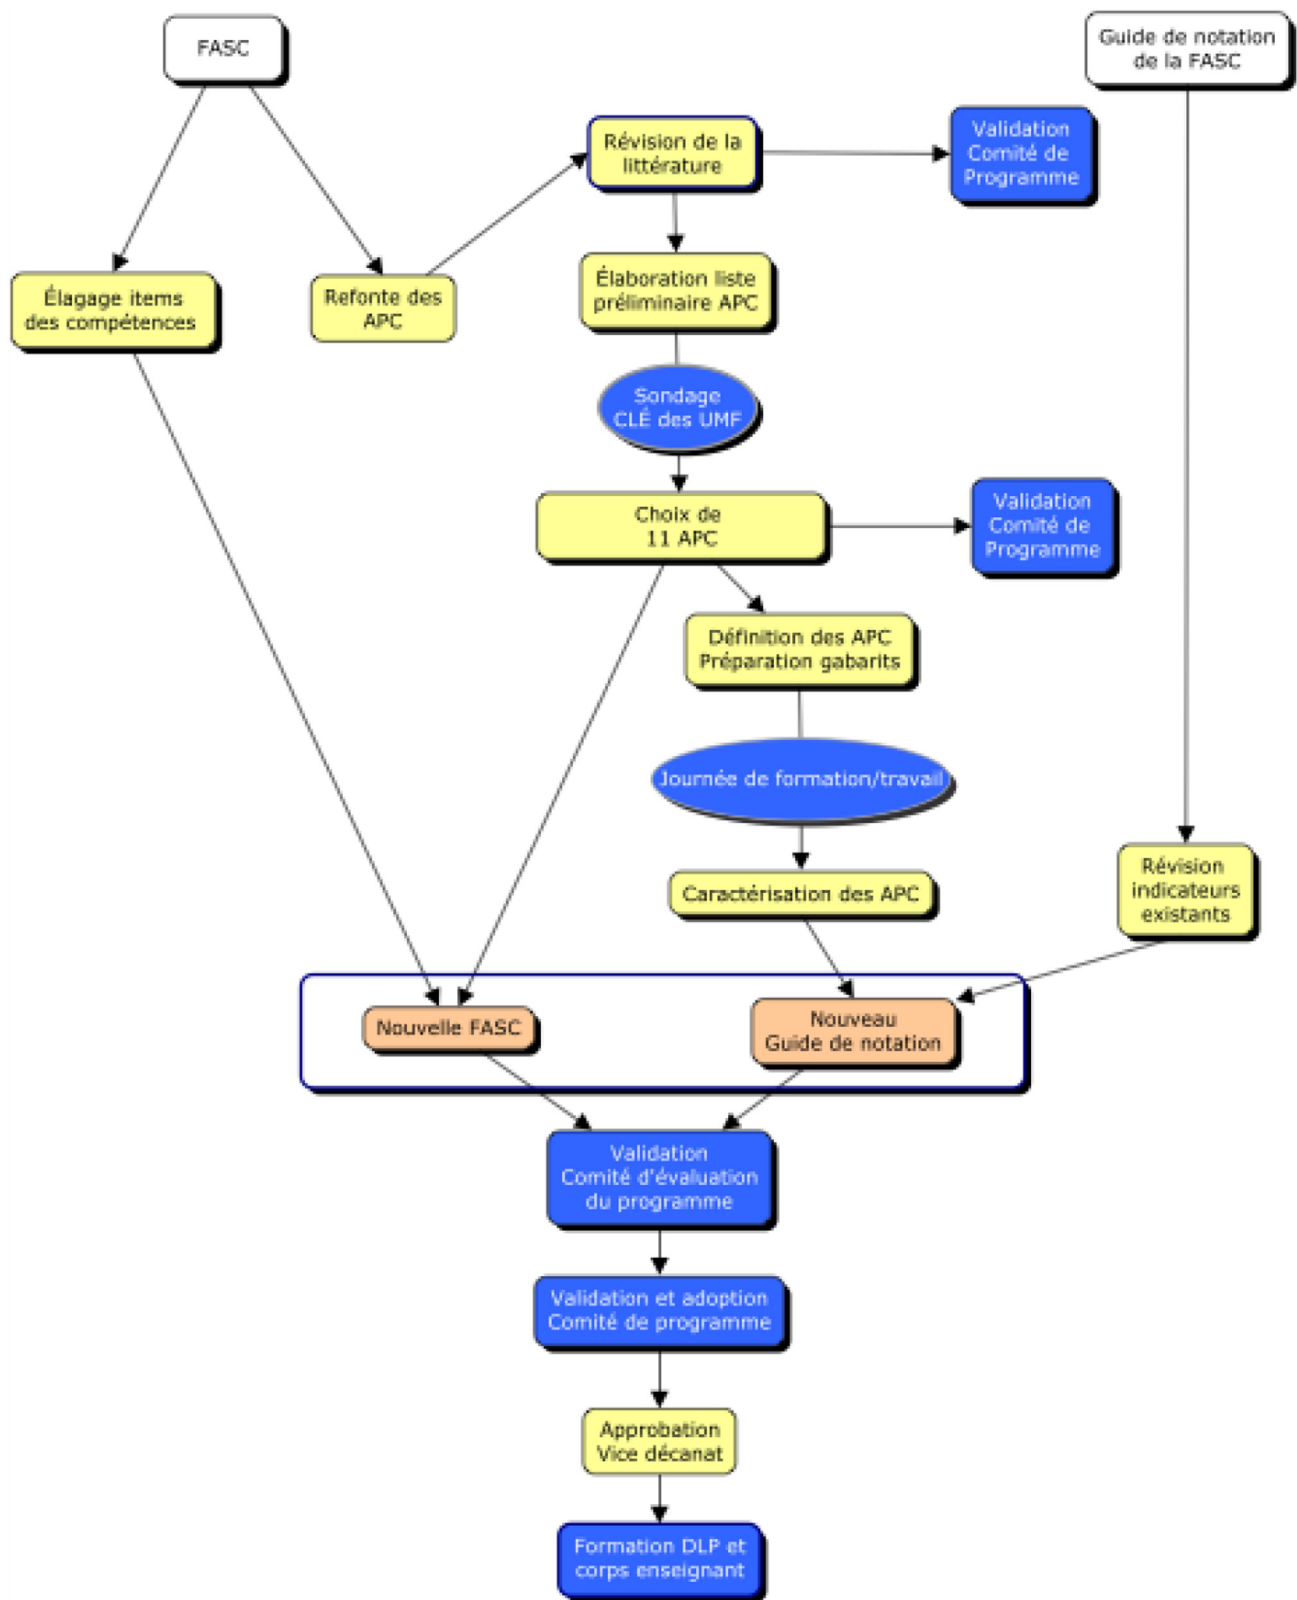 FASC
Guide de notation
de la FASC
Révision de la
littérature
Validation
Comité de
Programme
Élagage items
des compétences
Refonte des
APC
Élaboration liste
préliminaire APC
Sondage
CLÉ des UMF
Choix de
11 APC
Validation
Comité de
Programme
Définition des APC
Préparation gabarits
Journée de formation/travail
Caractérisation des APC
Révision
indicateurs
existants
Nouvelle FASC
Nouveau
Guide de notation
Validation
Comité d'évaluation
du programme
Validation et adoption
Comité de programme
Approbation
Vice décanat
Formation DLP et
corps enseignant